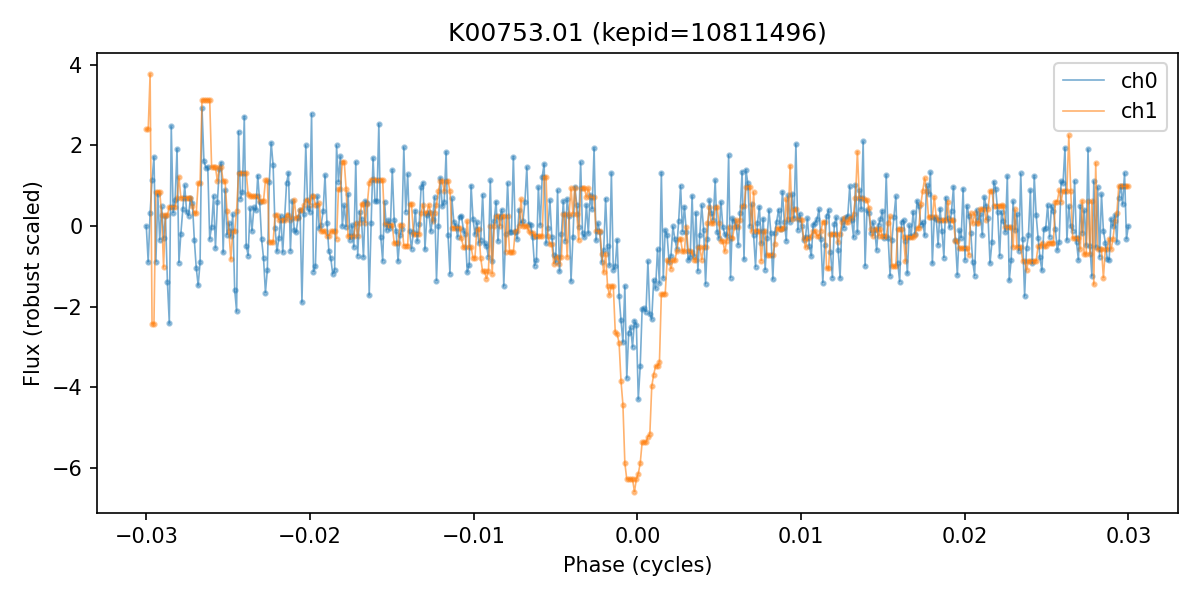 K00753.01 (kepid=10811496)
ch0
ch1
Flux (robust scaled)
4
2
0
−2
−4
−6
−0.03
−0.02
−0.01
0.00
0.01
0.02
0.03
Phase (cycles)